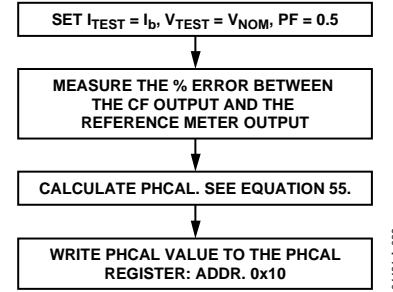 SET I_TEST = I_b, V_TEST = V_NOM, PF = 0.5
MEASURE THE % ERROR BETWEEN
THE CF OUTPUT AND THE
REFERENCE METER OUTPUT
CALCULATE PHCAL. SEE EQUATION 55.
WRITE PHCAL VALUE TO THE PHCAL
REGISTER: ADDR. 0x10